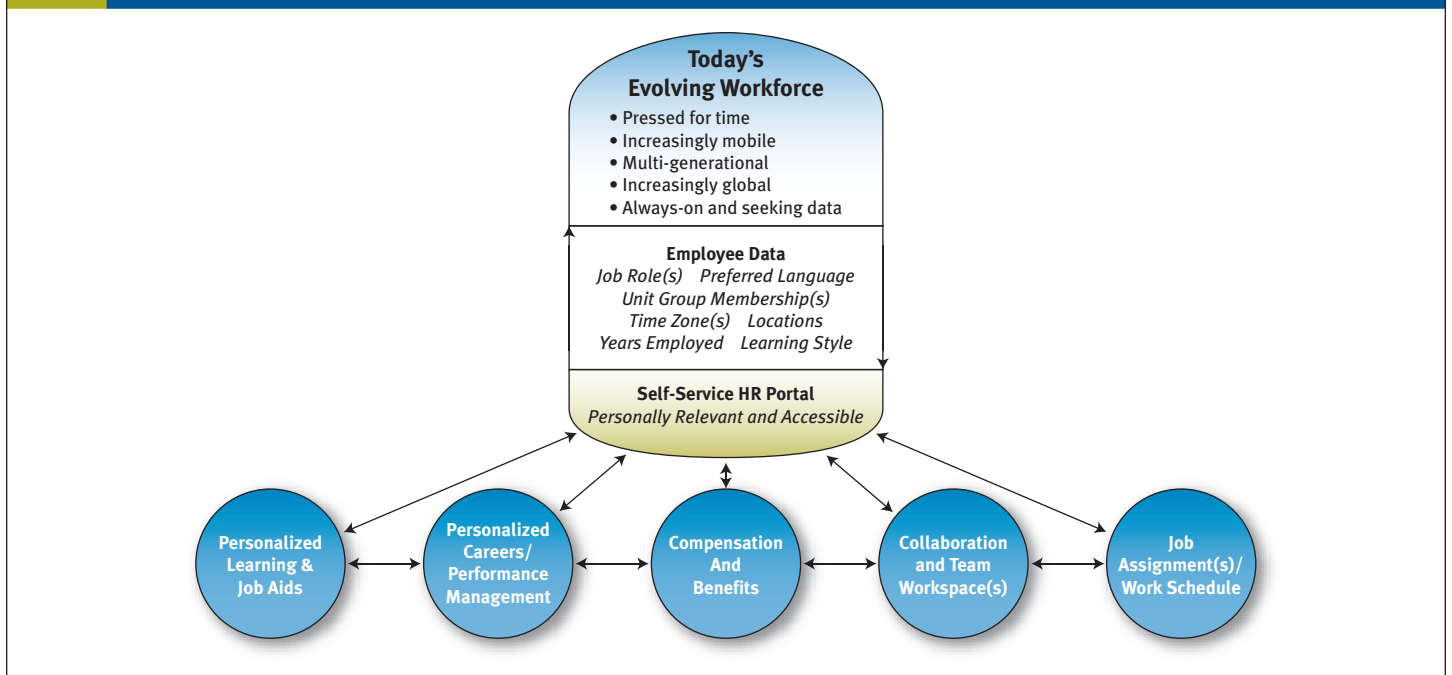 Today's
Evolving Workforce
• Pressed for time
• Increasingly mobile
• Multi-generational
• Increasingly global
• Always-on and seeking data
Employee Data
Job Role(s) Preferred Language
Unit Group Membership(s)
Time Zone(s) Locations
Years Employed Learning Style
Self-Service HR Portal
Personally Relevant and Accessible
Personalized
Learning &
Job Aids
Personalized
Careers/
Performance
Management
Compensation
And
Benefits
Collaboration
and Team
Workspace(s)
Job
Assignment(s)/
Work Schedule